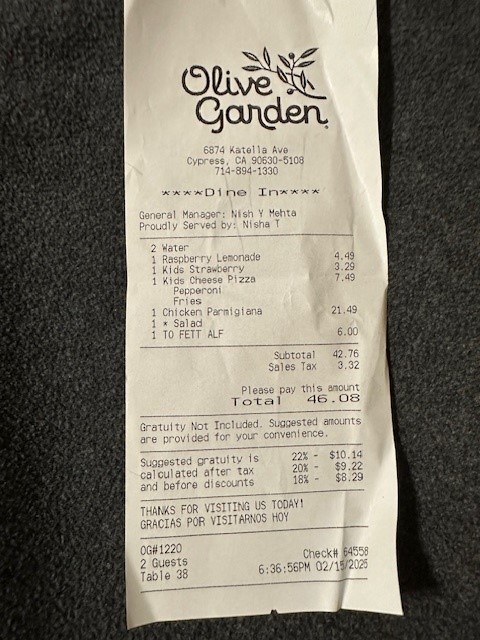 Olive
Garden
6874 Katella Ave
Cypress, CA 90630-5108
714-894-1330
****Dine In****
General Manager: Nish Y Mehta
Proudly Served by: Nisha T
2 Water
1 Raspberry Lemonade 4.49
1 Kids Strawberry 3.29
1 Kids Cheese Pizza 7.49
Pepperoni
Fries
1 Chicken Parmigiana 21.49
1 * Salad
1 TO FETT ALF 6.00
Subtotal 42.76
Sales Tax 3.32
Please pay this amount
Total 46.08
Gratuity Not Included. Suggested amounts
are provided for your convenience.
Suggested gratuity is 22% - $10.14
calculated after tax 20% - $9.22
and before discounts 18% - $8.29
THANKS FOR VISITING US TODAY!
GRACIAS POR VISITARNOS HOY
OG#1220 Check# 64558
2 Guests 6:36:56PM 02/15/2025
Table 38